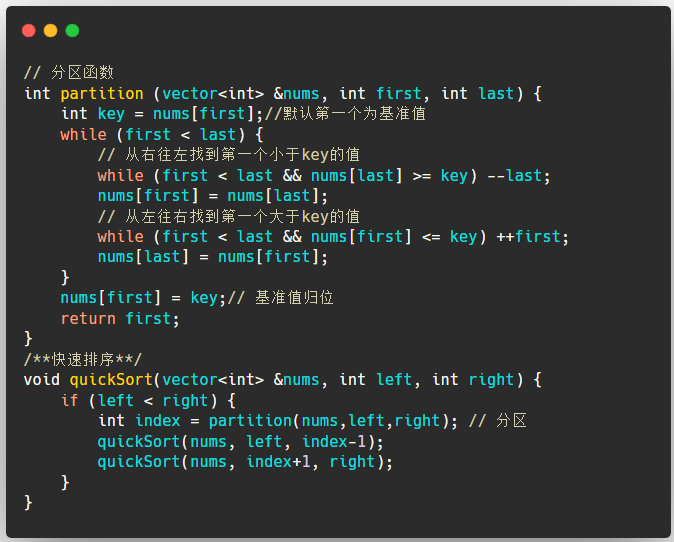 // 分区函数
int partition (vector<int> &nums, int first, int last) {
    int key = nums[first];//默认第一个为基准值
    while (first < last) {
        // 从右往左找到第一个小于key的值
        while (first < last && nums[last] >= key) --last;
        nums[first] = nums[last];
        // 从左往右找到第一个大于key的值
        while (first < last && nums[first] <= key) ++first;
        nums[last] = nums[first];
    }
    nums[first] = key;// 基准值归位
    return first;
}
/**快速排序**/
void quickSort(vector<int> &nums, int left, int right) {
    if (left < right) {
        int index = partition(nums,left,right); // 分区
        quickSort(nums, left, index-1);
        quickSort(nums, index+1, right);
    }
}